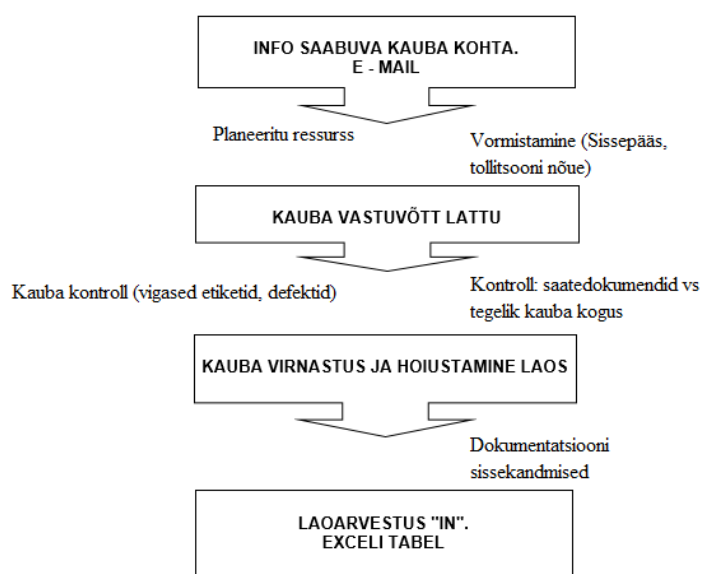 INFO SAABUVA KAUBA KOHTA.
E - MAIL
Planeeritu ressurss
Vormistamine (Sissepääs,
tollitsooni nõue)
KAUBA VASTUVÕTT LATTU
Kauba kontroll (vigased etiketid, defektid)
Kontroll: saatedokumendid vs
tegelik kauba kogus
KAUBA VIRNASTUS JA HOIUSTAMINE LAOS
Dokumentatsiooni
sissekandmised
LAOARVESTUS "IN".
EXCELI TABEL